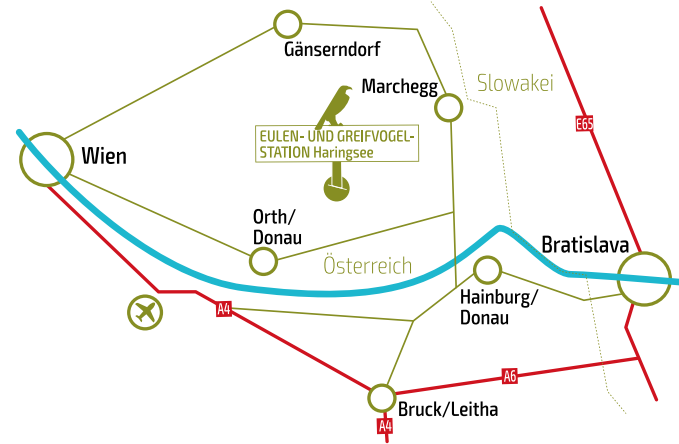 Gänserndorf
Slowakei
Marchegg
E65
EULEN- UND GREIFVOGEL-
STATION Haringsee
Wien
Orth/
Donau
Österreich
Bratislava
Hainburg/
Donau
A4
A6
Bruck/Leitha
A4